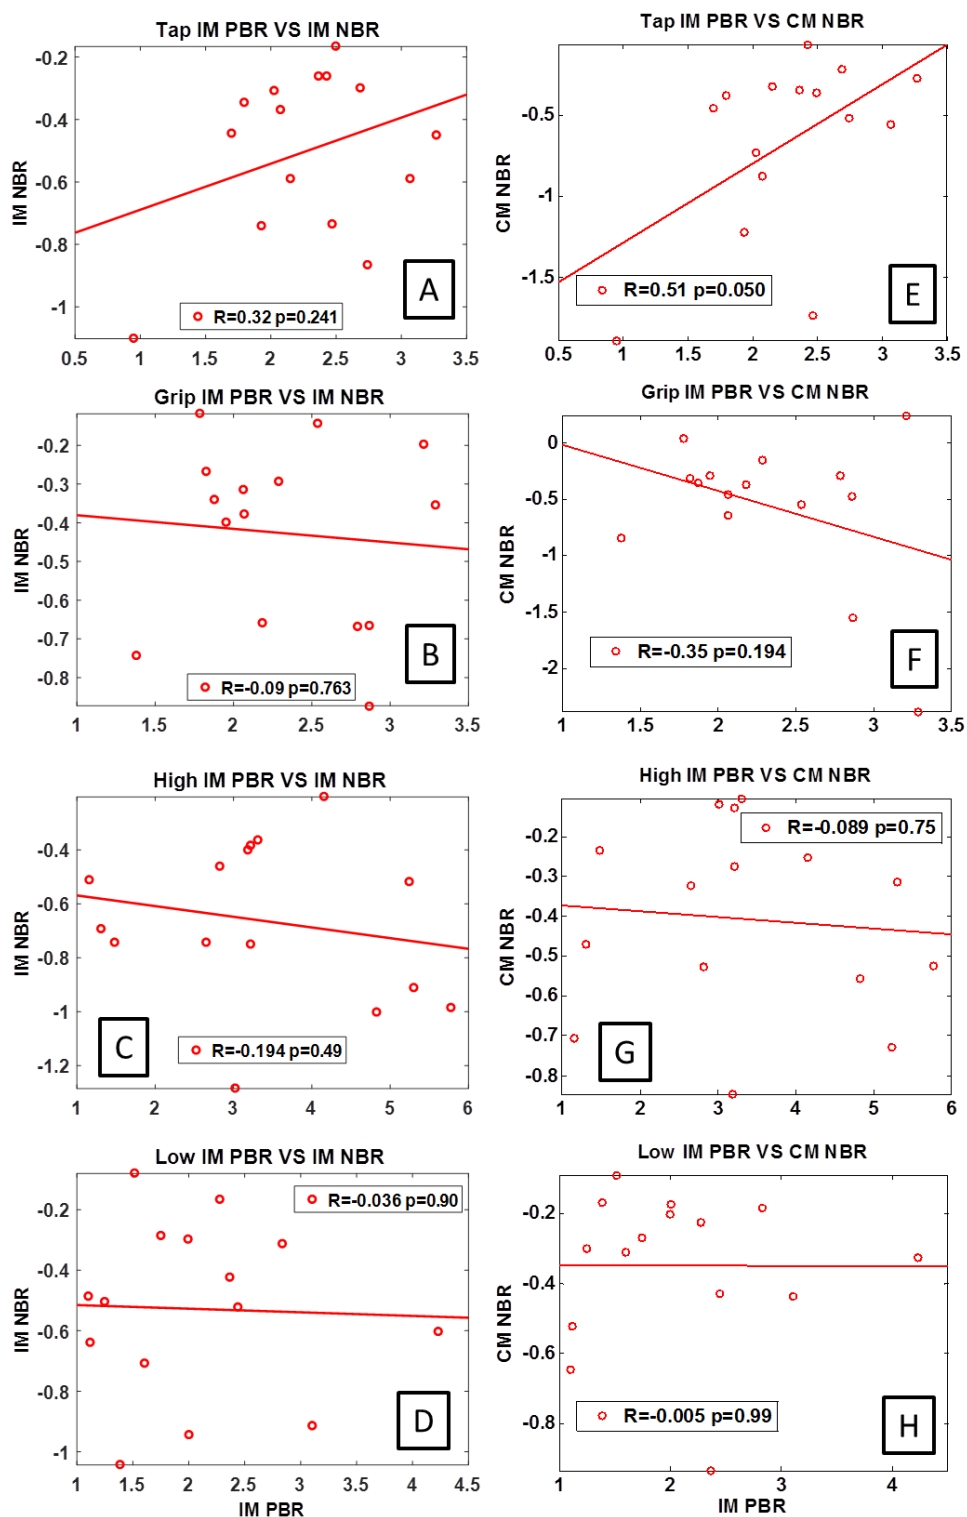 Tap IM PBR VS IM NBR
-0.2
-0.4
-0.6
-0.8
-1
IM NBR
A
R=0.32 p=0.241
0.5 1 1.5 2 2.5 3 3.5
Tap IM PBR VS CM NBR
-0.5
-1
-1.5
CM NBR
E
R=0.51 p=0.050
0.5 1 1.5 2 2.5 3 3.5
Grip IM PBR VS IM NBR
-0.2
-0.3
-0.4
-0.5
-0.6
-0.7
-0.8
IM NBR
B
R=-0.09 p=0.763
1 1.5 2 2.5 3 3.5
Grip IM PBR VS CM NBR
0
-0.5
-1
-1.5
-2
CM NBR
F
R=-0.35 p=0.194
1 1.5 2 2.5 3 3.5
High IM PBR VS IM NBR
-0.4
-0.6
-0.8
-1
-1.2
IM NBR
C
R=-0.194 p=0.49
1 2 3 4 5 6
High IM PBR VS CM NBR
R=-0.089 p=0.75
-0.2
-0.3
-0.4
-0.5
-0.6
-0.7
-0.8
CM NBR
G
1 2 3 4 5 6
Low IM PBR VS IM NBR
R=-0.036 p=0.90
-0.2
-0.4
-0.6
-0.8
-1
IM NBR
D
1 1.5 2 2.5 3 3.5 4 4.5
IM PBR
Low IM PBR VS CM NBR
-0.2
-0.4
-0.6
-0.8
CM NBR
R=-0.005 p=0.99
H
1 2 3 4
IM PBR